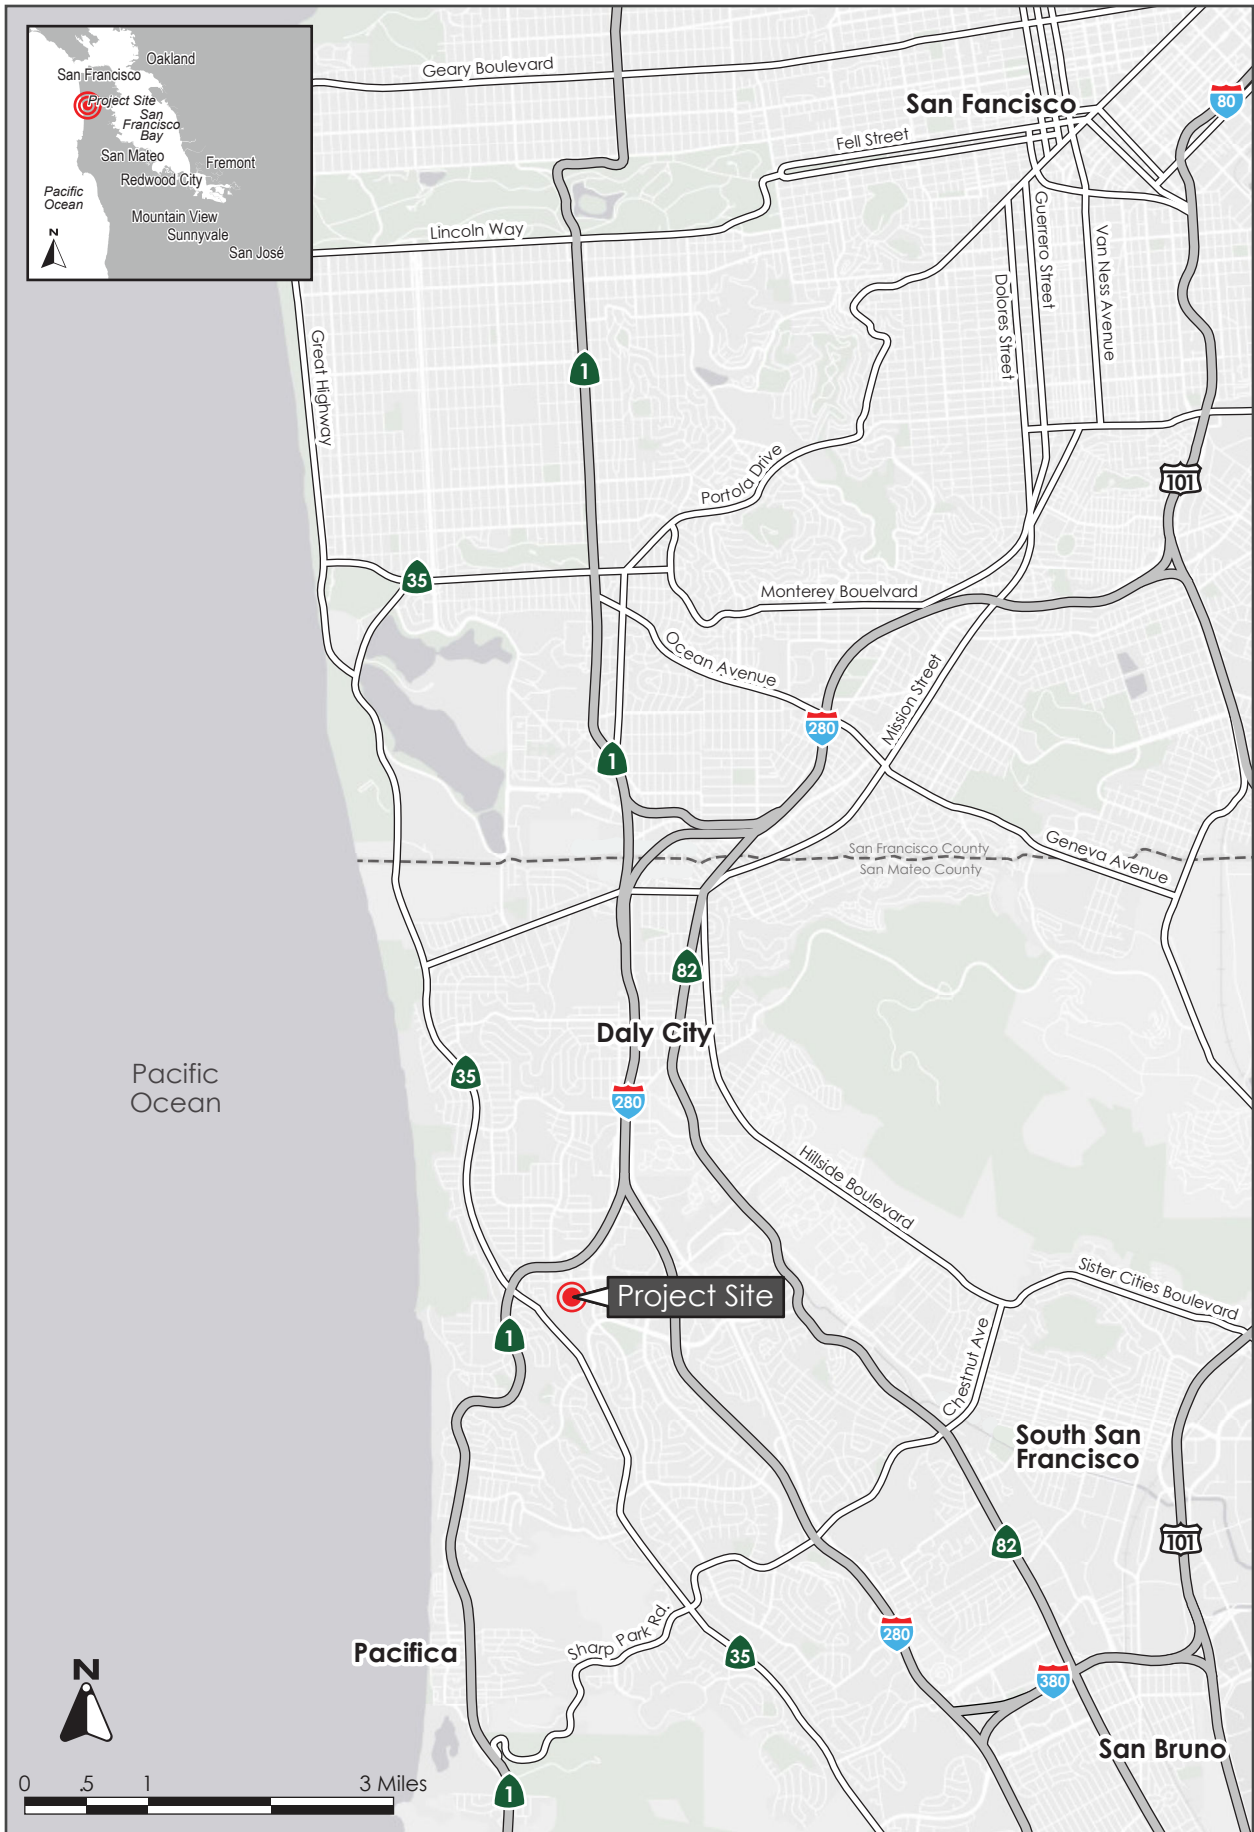 Oakland
San Francisco
Project Site
San
Francisco
Bay
San Mateo
Fremont
Redwood City
Pacific
Ocean
Mountain View
Sunnyvale
San José
N
Geary Boulevard
San Fancisco
80
Fell Street
Lincoln Way
Guerrero Street
Van Ness Avenue
Dolores Street
Great Highway
1
Portola Drive
101
35
Monterey Bouelvard
Ocean Avenue
Mission Street
280
1
San Francisco County
San Mateo County
Geneva Avenue
82
Daly City
Pacific
Ocean
35
280
Hillside Boulevard
Sister Cities Boulevard
Project Site
1
Chestnut Ave
South San
Francisco
82
101
Sharp Park Rd.
280
35
Pacifica
380
N
San Bruno
0 .5 1 3 Miles
1